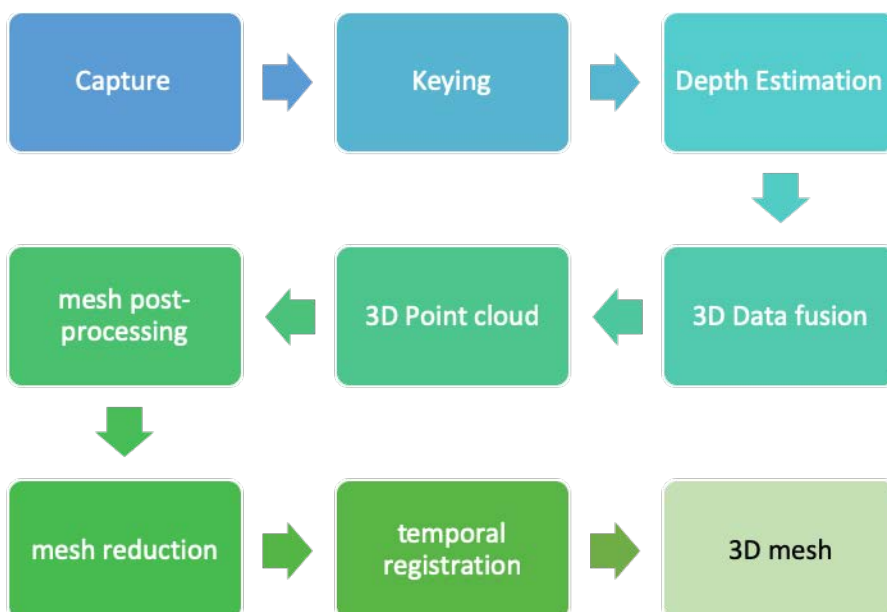 Capture
Keying
Depth Estimation
mesh post-
processing
3D Point cloud
3D Data fusion
mesh reduction
temporal
registration
3D mesh